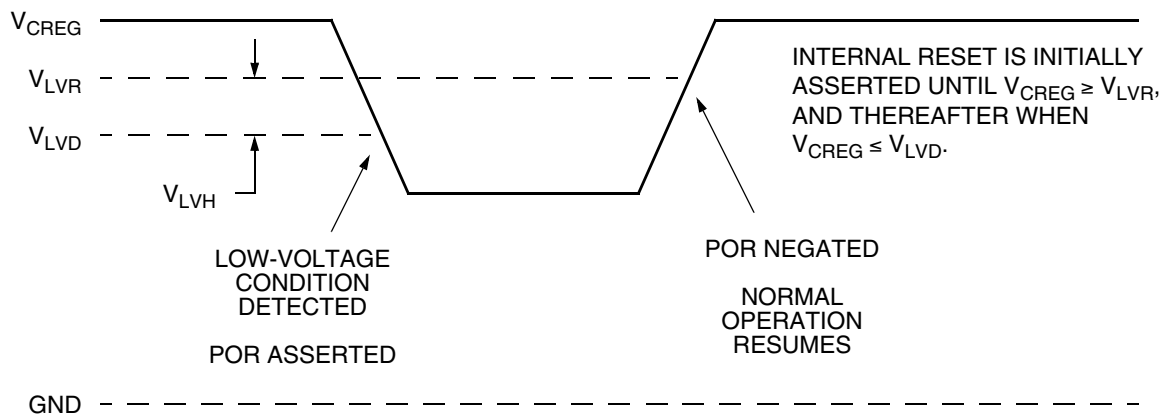 VCREG
VLVR
VLVD
VLVH
INTERNAL RESET IS INITIALLY
ASSERTED UNTIL VCREG ≥ VLVR,
AND THEREAFTER WHEN
VCREG ≤ VLVD.
LOW-VOLTAGE
CONDITION
DETECTED
POR ASSERTED
POR NEGATED
NORMAL
OPERATION
RESUMES
GND